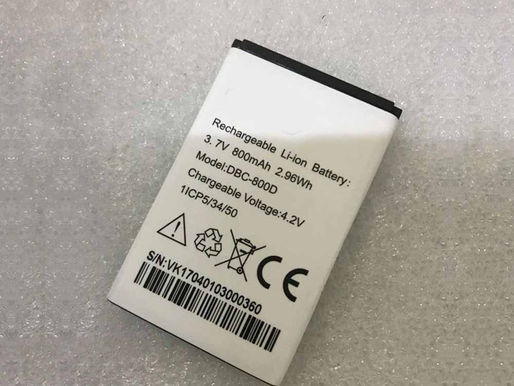 Rechargeable Li-ion Battery:
3.7V 800mAh 2.96Wh
Model:DBC-800D
Chargeable Voltage:4.2V
1ICP5/34/50
CE
S/N:VK17040103000360